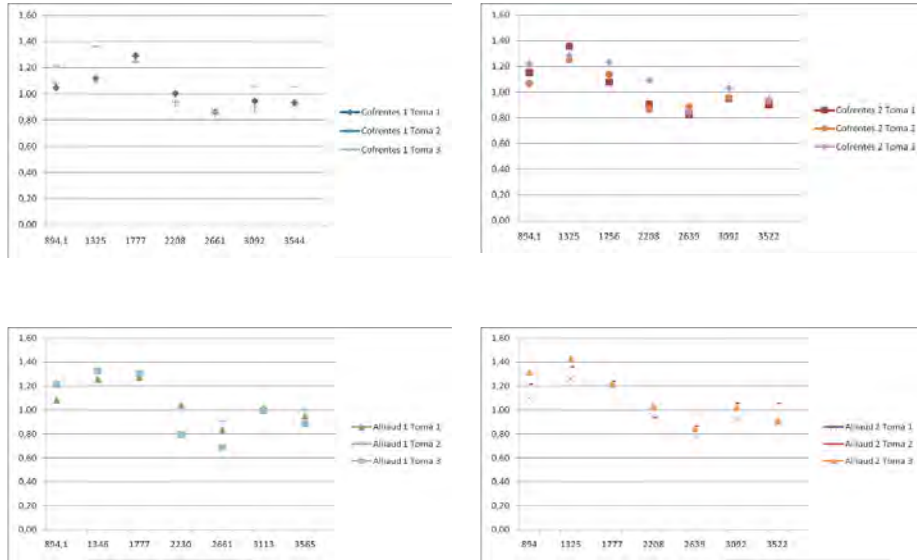 1,60
1,40
1,20
1,00
0,80
0,60
0,40
0,20
0,00
894,1 1325 1777 2208 2661 3092 3544
Cofrentes 1 Toma 1
Cofrentes 1 Toma 2
Cofrentes 1 Toma 3
1,60
1,40
1,20
1,00
0,80
0,60
0,40
0,20
0,00
894,1 1325 1756 2208 2639 3092 3522
Cofrentes 2 Toma 1
Cofrentes 2 Toma 2
Cofrentes 2 Toma 3
1,60
1,40
1,20
1,00
0,80
0,60
0,40
0,20
0,00
894,1 1346 1777 2230 2661 3113 3565
Alliaud 1 Toma 1
Alliaud 1 Toma 2
Alliaud 1 Toma 3
1,60
1,40
1,20
1,00
0,80
0,60
0,40
0,20
0,00
894 1325 1777 2208 2639 3092 3522
Alliaud 2 Toma 1
Alliaud 2 Toma 2
Alliaud 2 Toma 3